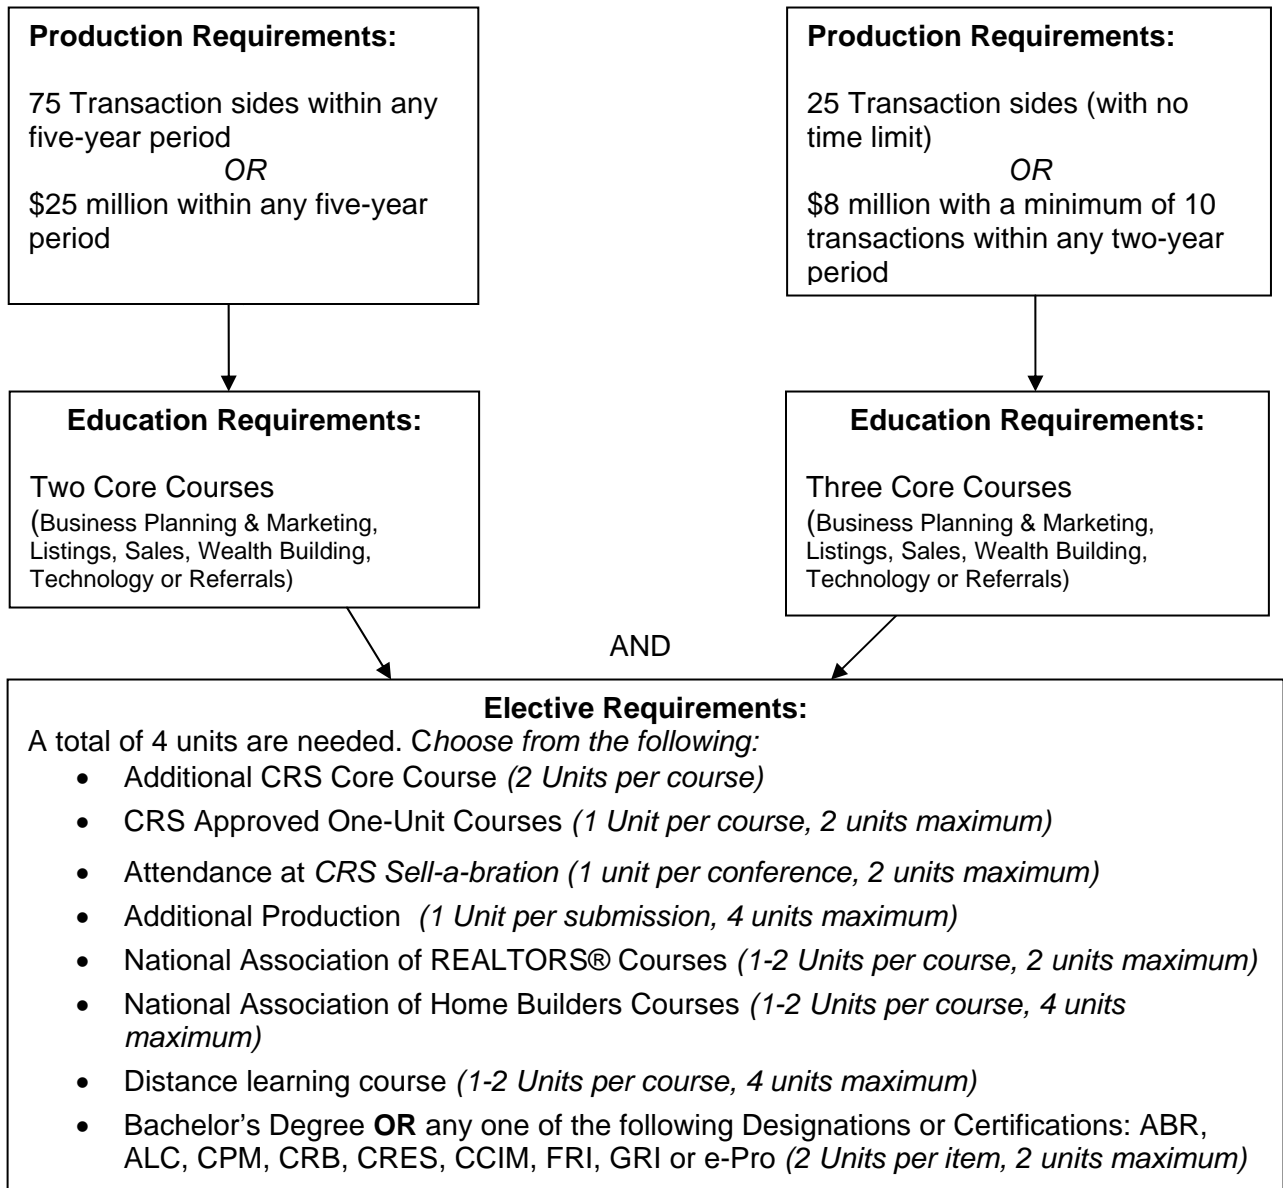 Production Requirements:
75 Transaction sides within any
five-year period
OR
$25 million within any five-year
period
Production Requirements:
25 Transaction sides (with no
time limit)
OR
$8 million with a minimum of 10
transactions within any two-year
period
Education Requirements:
Two Core Courses
(Business Planning & Marketing,
Listings, Sales, Wealth Building,
Technology or Referrals)
Education Requirements:
Three Core Courses
(Business Planning & Marketing,
Listings, Sales, Wealth Building,
Technology or Referrals)
AND
Elective Requirements:
A total of 4 units are needed. Choose from the following:
• Additional CRS Core Course (2 Units per course)
• CRS Approved One-Unit Courses (1 Unit per course, 2 units maximum)
• Attendance at CRS Sell-a-bration (1 unit per conference, 2 units maximum)
• Additional Production (1 Unit per submission, 4 units maximum)
• National Association of REALTORS® Courses (1-2 Units per course, 2 units maximum)
• National Association of Home Builders Courses (1-2 Units per course, 4 units
maximum)
• Distance learning course (1-2 Units per course, 4 units maximum)
• Bachelor's Degree OR any one of the following Designations or Certifications: ABR,
ALC, CPM, CRB, CRES, CCIM, FRI, GRI or e-Pro (2 Units per item, 2 units maximum)